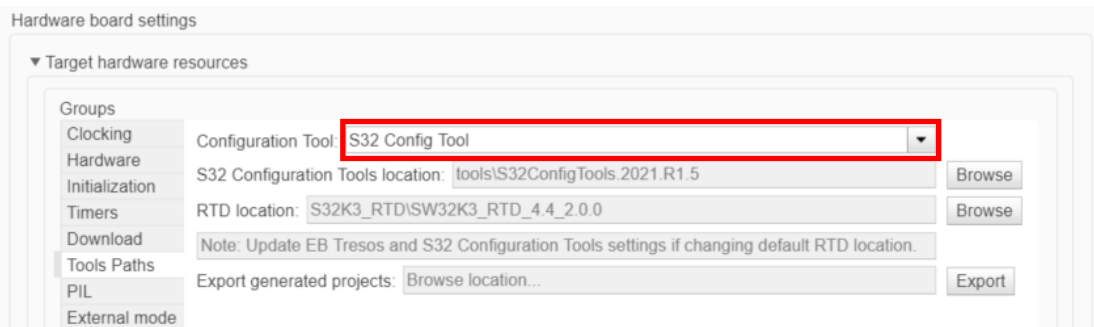 Hardware board settings
▼ Target hardware resources
Groups
Clocking
Hardware
Initialization
Timers
Download
Tools Paths
PIL
External mode
Configuration Tool: S32 Config Tool
S32 Configuration Tools location: tools\S32ConfigTools.2021.R1.5 Browse
RTD location: S32K3_RTD\SW32K3_RTD_4.4_2.0.0 Browse
Note: Update EB Tresos and S32 Configuration Tools settings if changing default RTD location.
Export generated projects: Browse location... Export